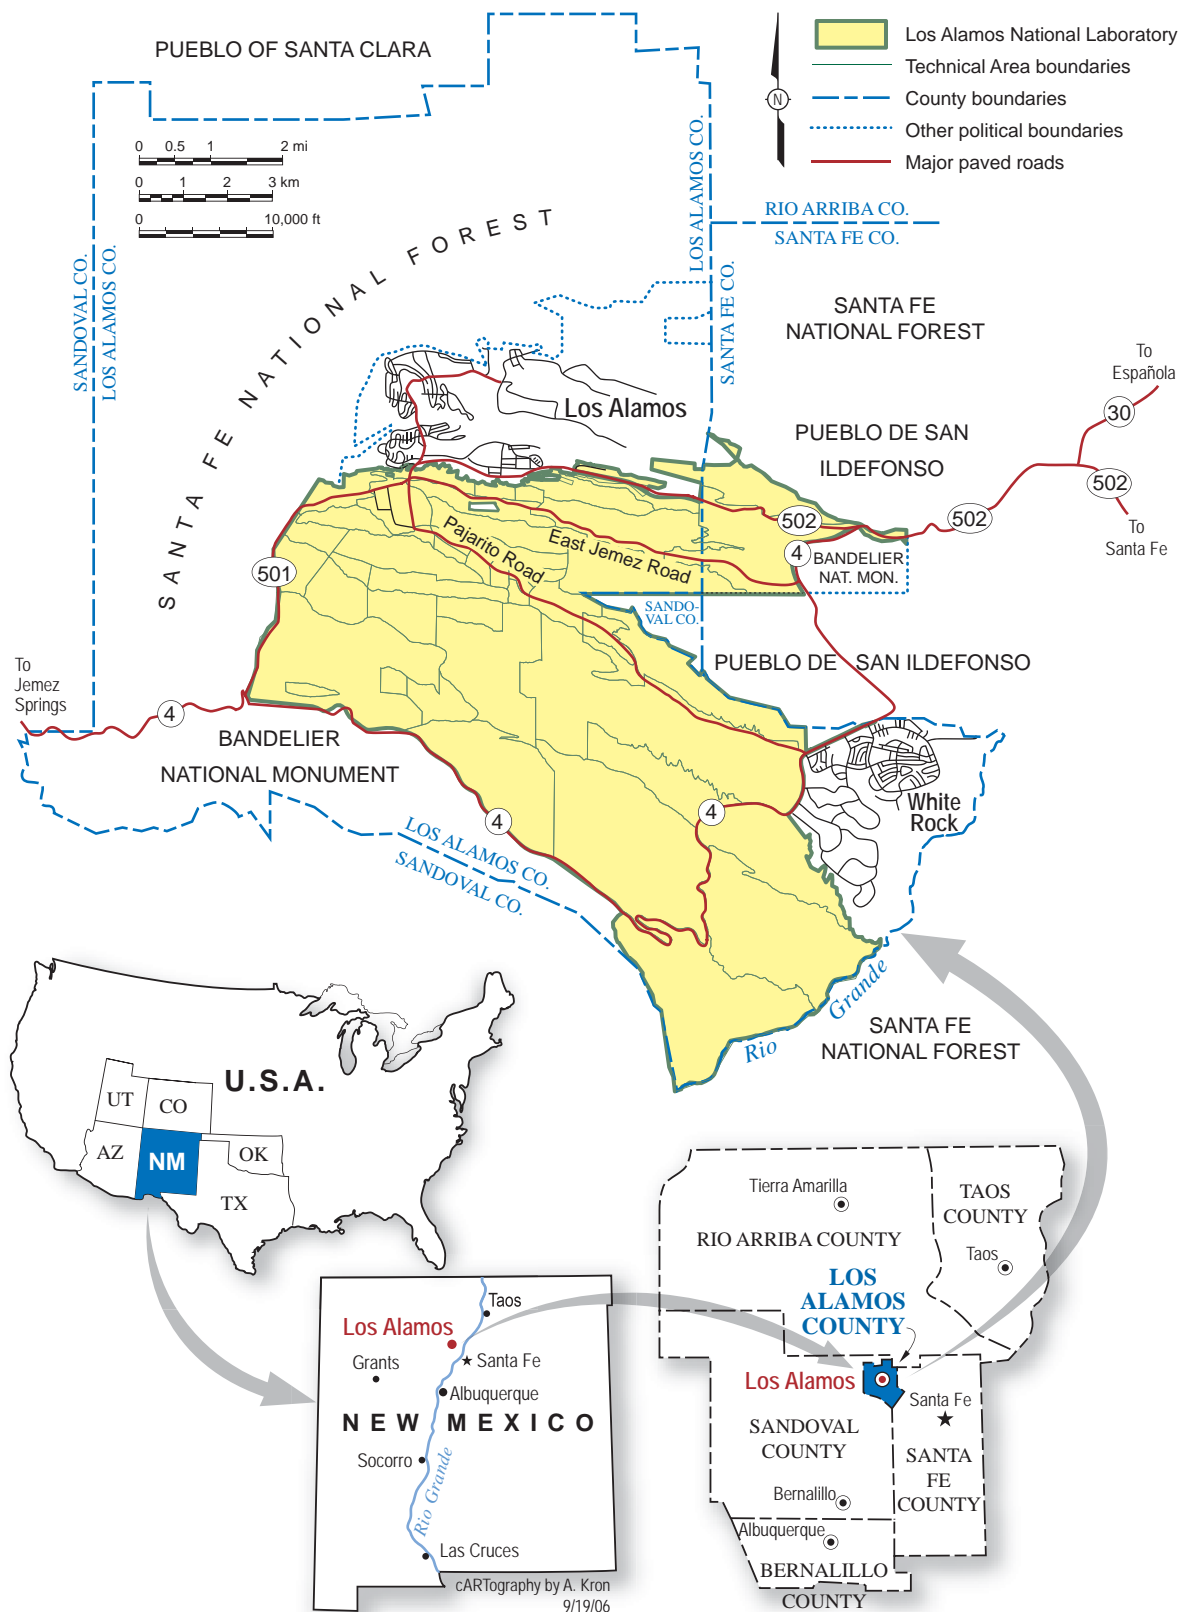 PUEBLO OF SANTA CLARA
Los Alamos National Laboratory
Technical Area boundaries
County boundaries
Other political boundaries
Major paved roads
N
0 0.5 1 2 mi
0 1 2 3 km
0 10,000 ft
SANDOVAL CO.
LOS ALAMOS CO.
LOS ALAMOS CO.
SANTA FE CO.
RIO ARRIBA CO.
SANTA FE CO.
SANTA FE NATIONAL FOREST
SANTA FE
NATIONAL FOREST
To
Española
30
Los Alamos
PUEBLO DE SAN
ILDEFONSO
502
502
502
To
Santa Fe
4
BANDELIER
NAT. MON.
East Jemez Road
Pajarito Road
501
SANDO-
VAL CO.
PUEBLO DE SAN ILDEFONSO
To
Jemez
Springs
4
BANDELIER
NATIONAL MONUMENT
4
4
White
Rock
LOS ALAMOS CO.
SANDOVAL CO.
Rio Grande
SANTA FE
NATIONAL FOREST
U.S.A.
UT
CO
AZ
NM
OK
TX
Taos
Los Alamos
Santa Fe
Grants
Albuquerque
NEW MEXICO
Socorro
Rio Grande
Las Cruces
cARTography by A. Kron
9/19/06
Tierra Amarilla
TAOS
COUNTY
RIO ARRIBA COUNTY
Taos
LOS
ALAMOS
COUNTY
Los Alamos
Santa Fe
SANDOVAL
COUNTY
SANTA
FE
COUNTY
Bernalillo
Albuquerque
BERNALILLO
COUNTY